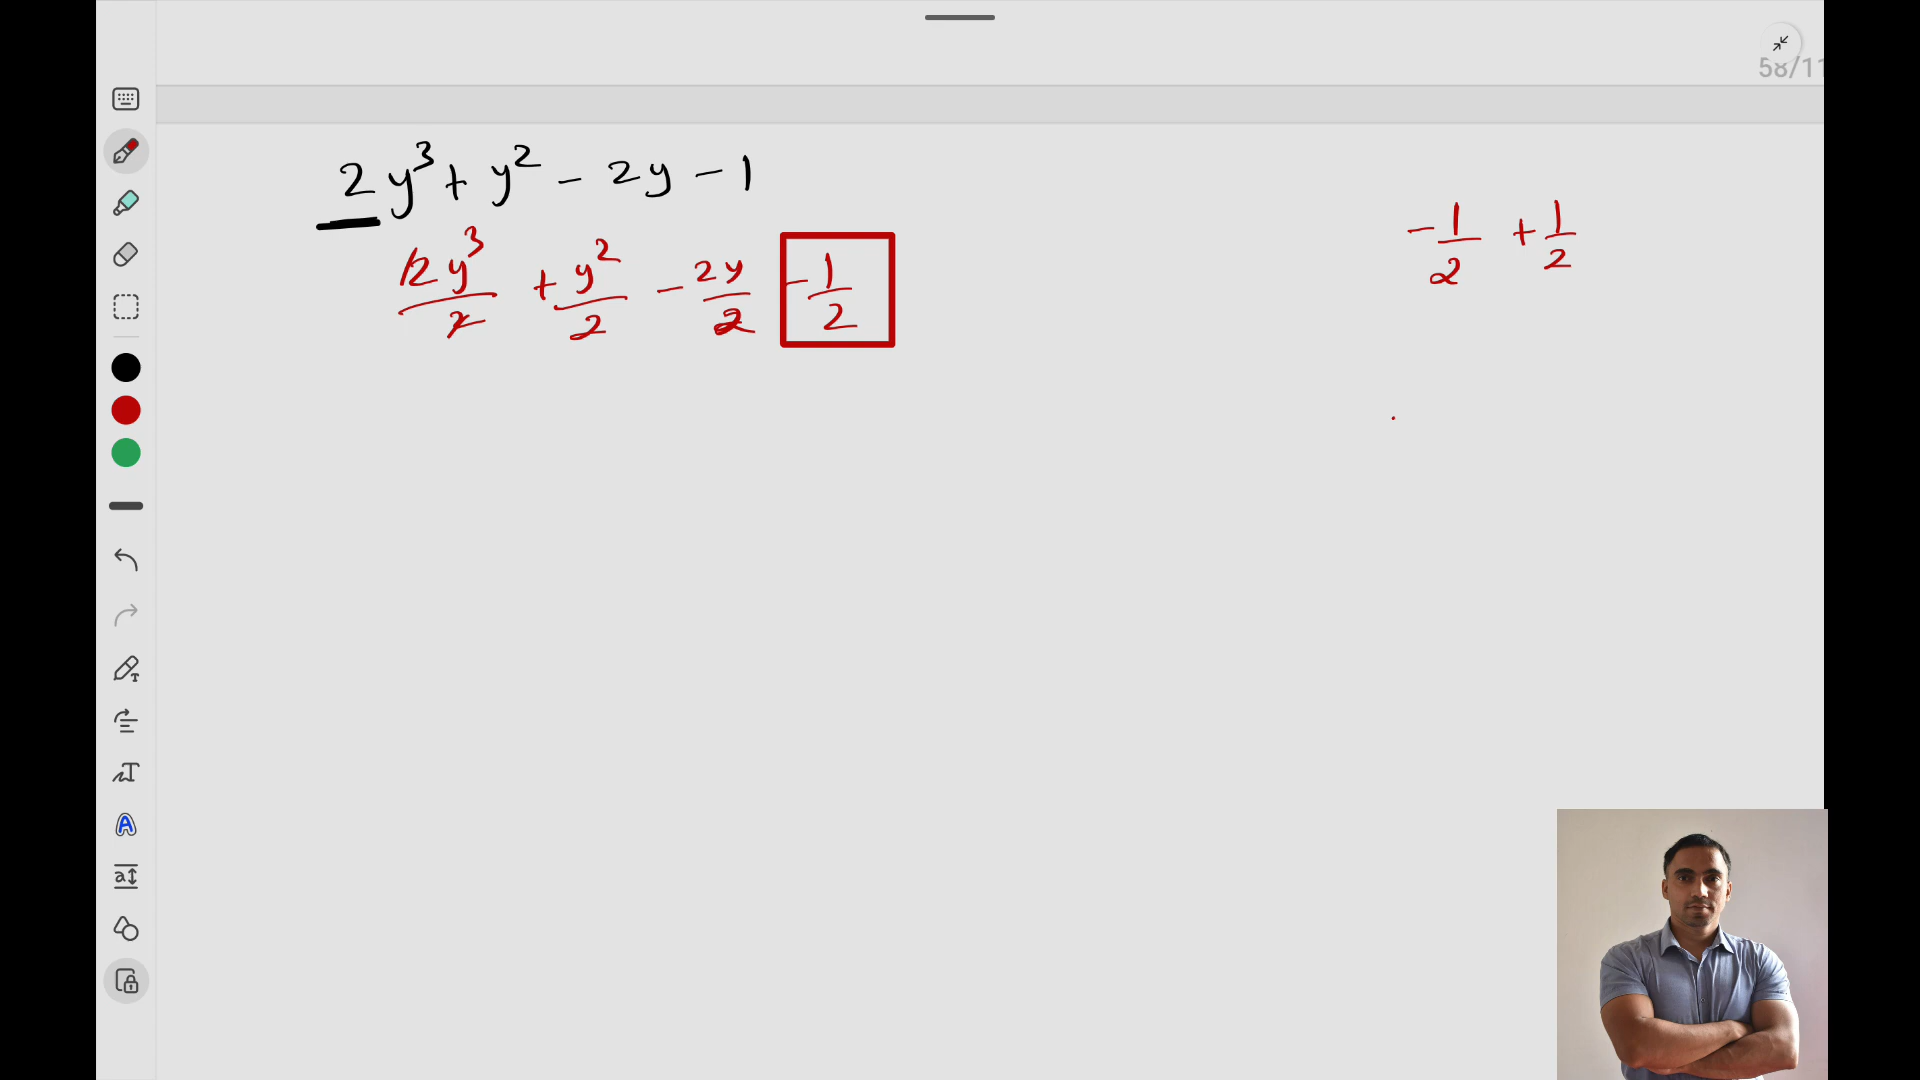 58/11
2y³ + y² - 2y - 1
-1/2 +1/2
2y³/2 + y²/2 - 2y/2 -1/2